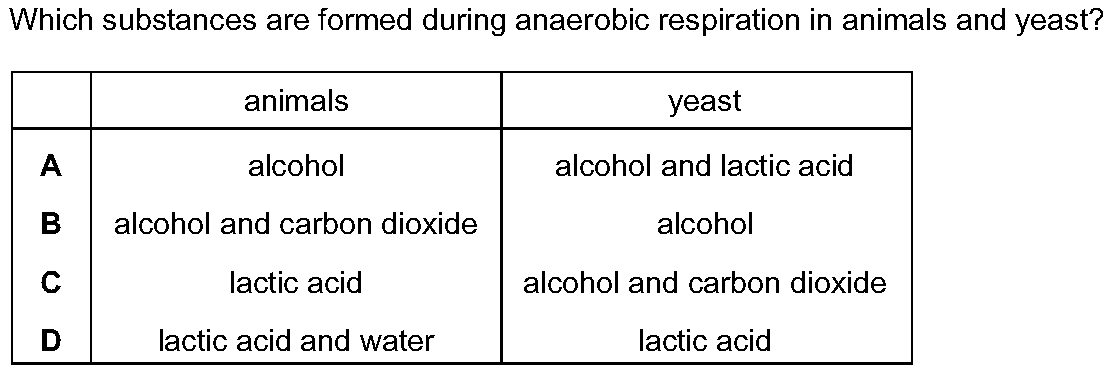 Which substances are formed during anaerobic respiration in animals and yeast?
animals yeast
A alcohol alcohol and lactic acid
B alcohol and carbon dioxide alcohol
C lactic acid alcohol and carbon dioxide
D lactic acid and water lactic acid